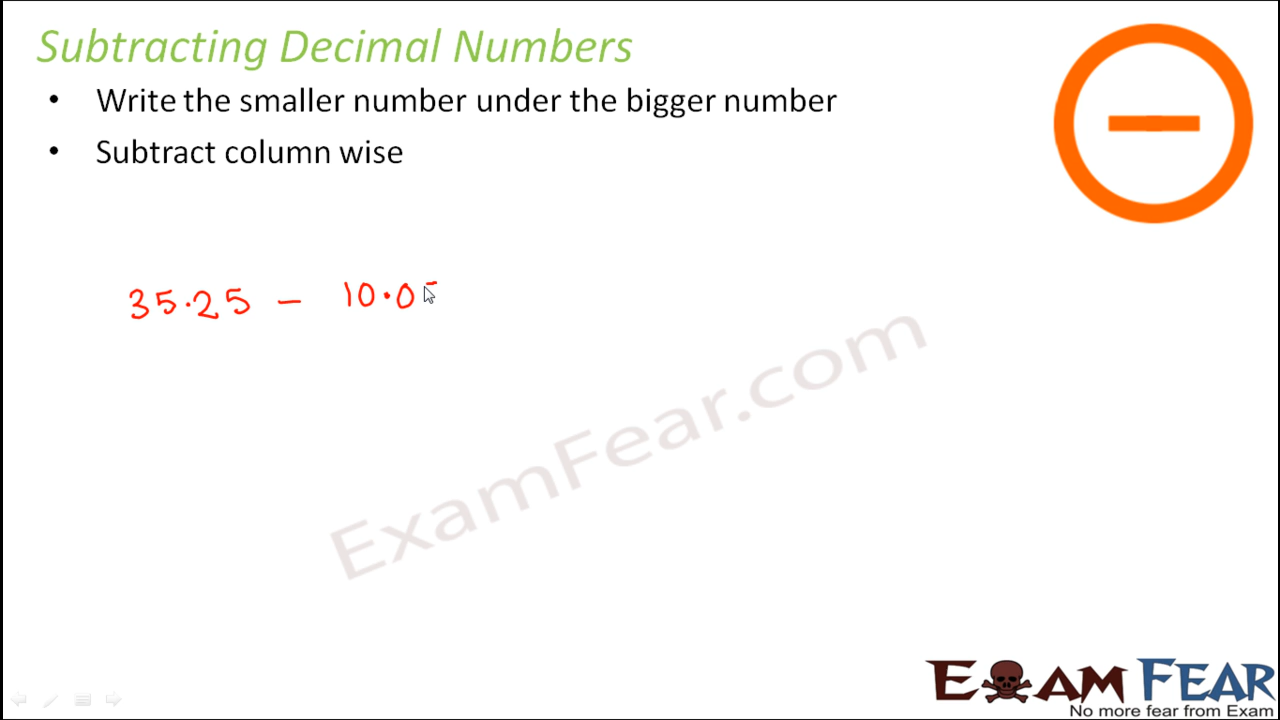 Subtracting Decimal Numbers
• Write the smaller number under the bigger number
• Subtract column wise
35.25 - 10.0
ExamFear.com
EXAM FEAR
No more fear from Exam